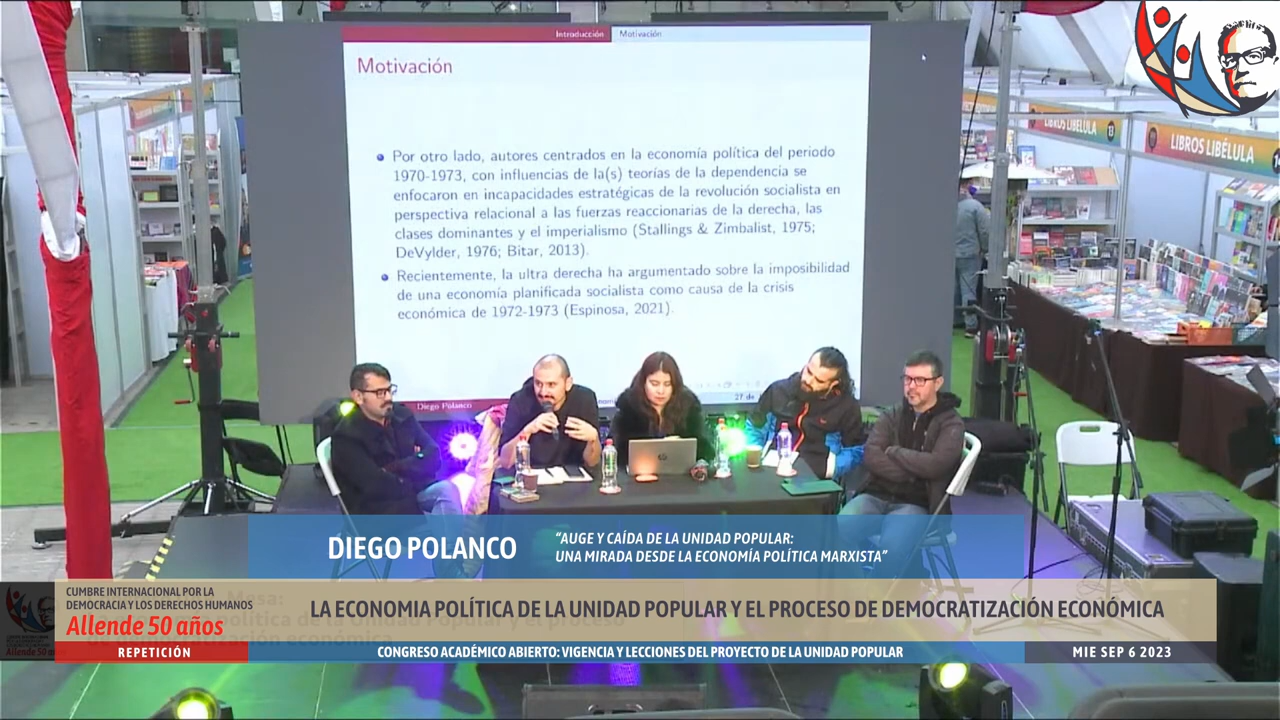 Introducción Motivación
Motivación
Por otro lado, autores centrados en la economía política del periodo
1970-1973, con influencias de la(s) teorías de la dependencia se
enfocaron en incapacidades estratégicas de la revolución socialista en
perspectiva relacional a las fuerzas reaccionarias de la derecha, las
clases dominantes y el imperialismo (Stallings & Zimbalist, 1975;
DeVylder, 1976; Bitar, 2013).
Recientemente, la ultra derecha ha argumentado sobre la imposibilidad
de una economía planificada socialista como causa de la crisis
económica de 1972-1973 (Espinosa, 2021).
Diego Polanco
27 de
LIBROS LIBÉLULA
LIBROS LIBÉLULA
DIEGO POLANCO
“AUGE Y CAÍDA DE LA UNIDAD POPULAR:
UNA MIRADA DESDE LA ECONOMÍA POLÍTICA MARXISTA”
CUMBRE INTERNACIONAL POR LA
DEMOCRACIA Y LOS DERECHOS HUMANOS
Allende 50 años
LA ECONOMIA POLÍTICA DE LA UNIDAD POPULAR Y EL PROCESO DE DEMOCRATIZACIÓN ECONÓMICA
REPETICIÓN
CONGRESO ACADÉMICO ABIERTO: VIGENCIA Y LECCIONES DEL PROYECTO DE LA UNIDAD POPULAR
MIE SEP 6 2023